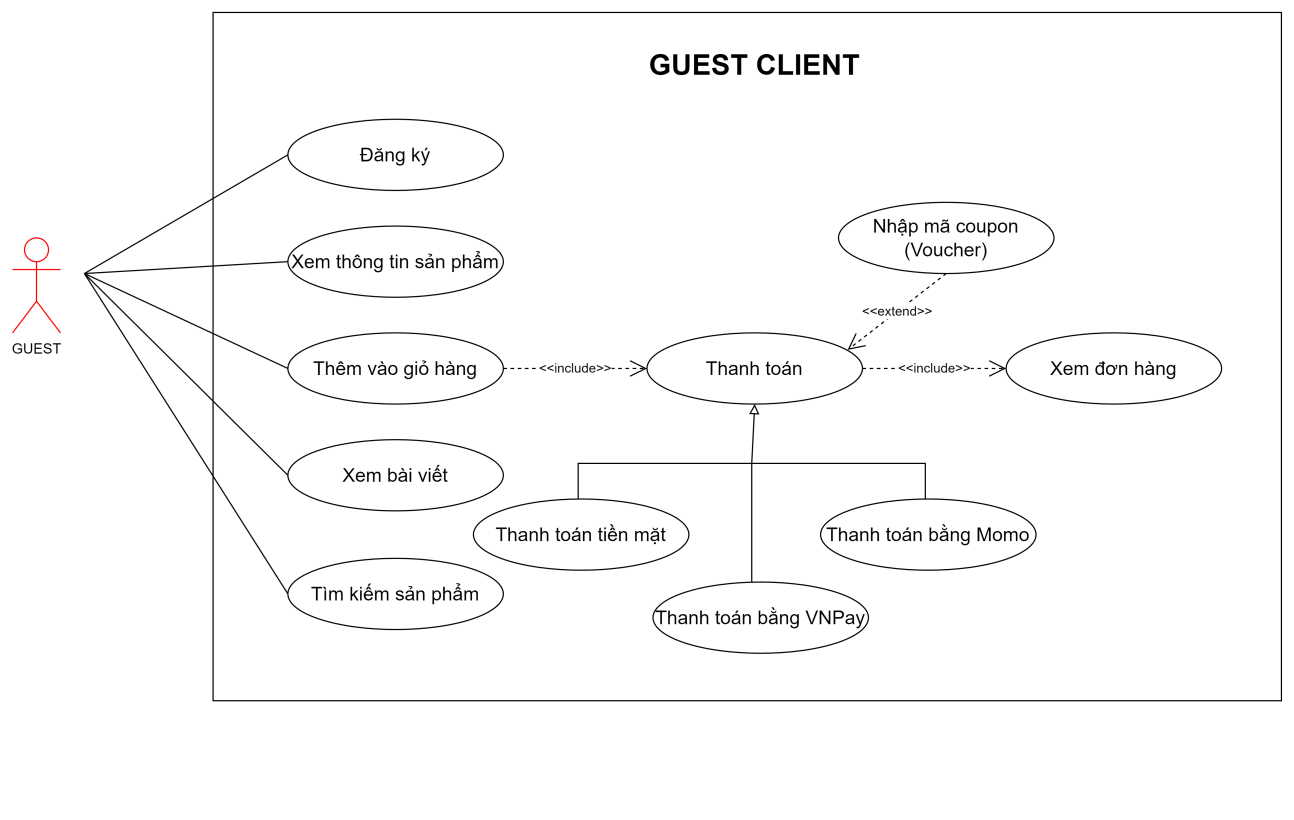 GUEST CLIENT
Đăng ký
Nhập mã coupon
(Voucher)
Xem thông tin sản phẩm
<<extend>>
GUEST
Thêm vào giỏ hàng
<<include>>
Thanh toán
<<include>>
Xem đơn hàng
Xem bài viết
Thanh toán tiền mặt
Thanh toán bằng Momo
Tìm kiếm sản phẩm
Thanh toán bằng VNPay